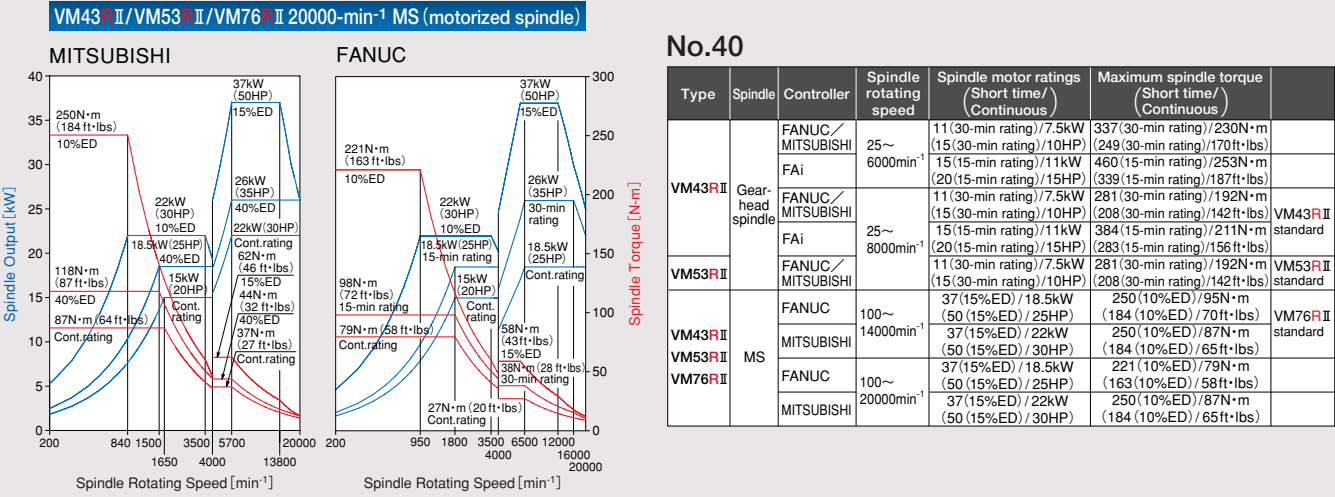 VM43RⅡ/VM53RⅡ/VM76RⅡ 20000-min⁻¹ MS (motorized spindle)
MITSUBISHI
Spindle Output [kW]
40
35
30
25
20
15
10
5
0
250N・m
(184 ft・lbs)
10%ED
118N・m
(87 ft・lbs)
40%ED
87N・m (64 ft・lbs)
Cont.rating
22kW
(30HP)
10%ED
18.5kW(25HP)
40%ED
15kW
(20HP)
Cont.
rating
37kW
(50HP)
15%ED
26kW
(35HP)
40%ED
22kW(30HP)
Cont.rating
62N・m
(46 ft・lbs)
15%ED
44N・m
(32 ft・lbs)
40%ED
37N・m
(27 ft・lbs)
Cont.rating
200 840 1500 3500 5700 20000
1650 4000 13800
Spindle Rotating Speed [min⁻¹]
FANUC
221N・m
(163 ft・lbs)
10%ED
98N・m
(72 ft・lbs)
15-min rating
79N・m (58 ft・lbs)
Cont.rating
22kW
(30HP)
10%ED
18.5kW(25HP)
15-min rating
15kW
(20HP)
Cont.
rating
37kW
(50HP)
15%ED
26kW
(35HP)
30-min
rating
18.5kW
(25HP)
Cont.rating
58N・m
(43ft・lbs)
15%ED
38N・m (28 ft・lbs)
30-min rating
27N・m (20 ft・lbs)
Cont.rating
300
250
200
150
100
50
0
Spindle Torque [N-m]
200 950 1800 3500 6500 12000
4000 16000
20000
Spindle Rotating Speed [min⁻¹]
No.40
Type Spindle Controller Spindle rotating speed Spindle motor ratings (Short time/Continuous) Maximum spindle torque (Short time/Continuous)
VM43RⅡ Gear-head spindle FANUC/MITSUBISHI 25～6000min⁻¹ 11(30-min rating)/7.5kW 337(30-min rating)/230N・m
(15(30-min rating)/10HP) (249(30-min rating)/170ft・lbs)
FAi 15(15-min rating)/11kW 460(15-min rating)/253N・m
(20(15-min rating)/15HP) (339(15-min rating)/187ft・lbs)
FANUC/MITSUBISHI 25～8000min⁻¹ 11(30-min rating)/7.5kW 281(30-min rating)/192N・m VM43RⅡ standard
(15(30-min rating)/10HP) (208(30-min rating)/142ft・lbs)
FAi 15(15-min rating)/11kW 384(15-min rating)/211N・m
(20(15-min rating)/15HP) (283(15-min rating)/156ft・lbs)
VM53RⅡ FANUC/MITSUBISHI 11(30-min rating)/7.5kW 281(30-min rating)/192N・m VM53RⅡ standard
(15(30-min rating)/10HP) (208(30-min rating)/142ft・lbs)
VM43RⅡ VM53RⅡ VM76RⅡ MS FANUC 100～14000min⁻¹ 37(15%ED)/18.5kW 250(10%ED)/95N・m VM76RⅡ standard
(50(15%ED)/25HP) (184(10%ED)/70ft・lbs)
MITSUBISHI 37(15%ED)/22kW 250(10%ED)/87N・m
(50(15%ED)/30HP) (184(10%ED)/65ft・lbs)
FANUC 100～20000min⁻¹ 37(15%ED)/18.5kW 221(10%ED)/79N・m
(50(15%ED)/25HP) (163(10%ED)/58ft・lbs)
MITSUBISHI 37(15%ED)/22kW 250(10%ED)/87N・m
(50(15%ED)/30HP) (184(10%ED)/65ft・lbs)